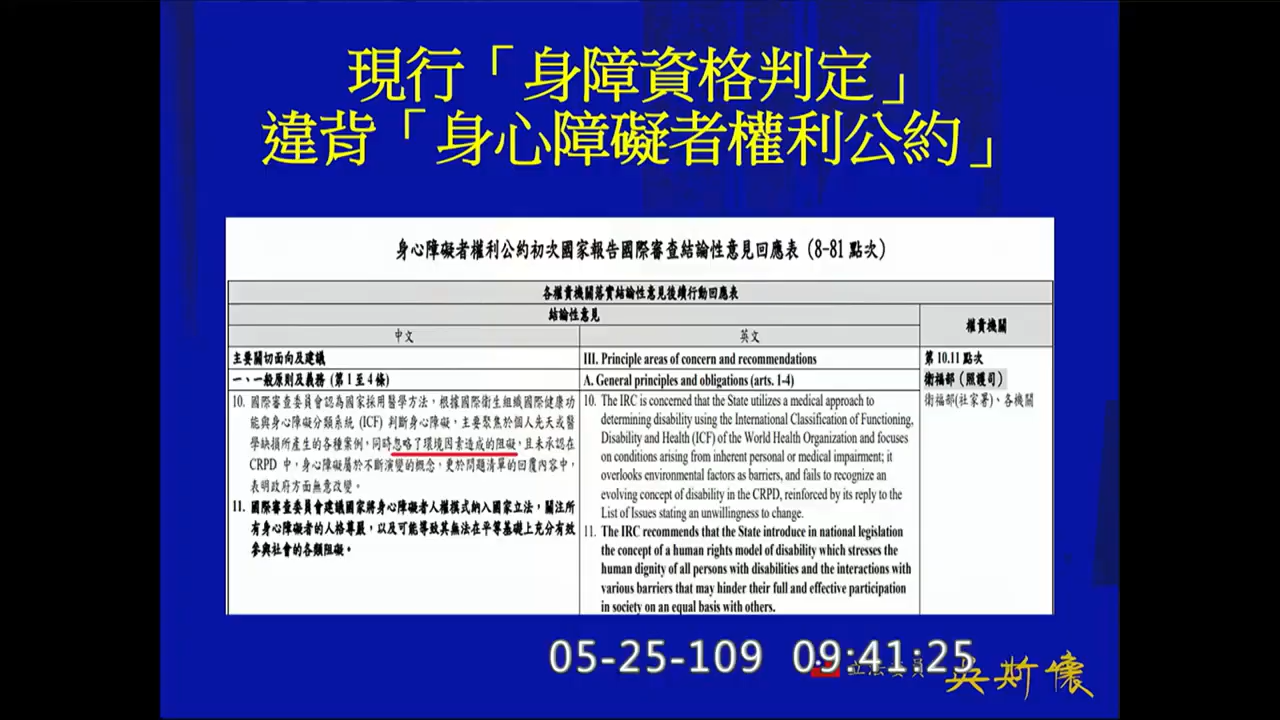 現行「身障資格判定」
違背「身心障礙者權利公約」
身心障礙者權利公約初次國家報告國際審查結論性意見回應表 (8-81 點次)
各權責機關落實結論性意見後續行動回應表
結論性意見
權責機關
中文
英文
主要關切面向及建議
III. Principle areas of concern and recommendations
第 10.11 點次
一、一般原則及義務 (第 1 至 4 條)
A. General principles and obligations (arts. 1-4)
衛福部 (照護司)
衛福部(社家署)、各機關
10. 國際審查委員會認為國家採用醫學方法，根據國際衛生組織國際健康功
能與身心障礙分類系統 (ICF) 判斷身心障礙，主要聚焦於個人先天或醫
學缺損所產生的各種案例，同時忽略了環境因素造成的阻礙，且未承認在
CRPD 中，身心障礙屬於不斷演變的概念，更於問題清單的回覆內容中，
表明政府方面無意改變。
11. 國際審查委員會建議國家將身心障礙者人權模式納入國家立法，關注所
有身心障礙者的人格尊嚴，以及可能導致其無法在平等基礎上充分有效
參與社會的各類阻礙。
10. The IRC is concerned that the State utilizes a medical approach to
determining disability using the International Classification of Functioning,
Disability and Health (ICF) of the World Health Organization and focuses
on conditions arising from inherent personal or medical impairment; it
overlooks environmental factors as barriers, and fails to recognize an
evolving concept of disability in the CRPD, reinforced by its reply to the
List of Issues stating an unwillingness to change.
11. The IRC recommends that the State introduce in national legislation
the concept of a human rights model of disability which stresses the
human dignity of all persons with disabilities and the interactions with
various barriers that may hinder their full and effective participation
in society on an equal basis with others.
05-25-109 09:41:25
立法委員 吳斯懷